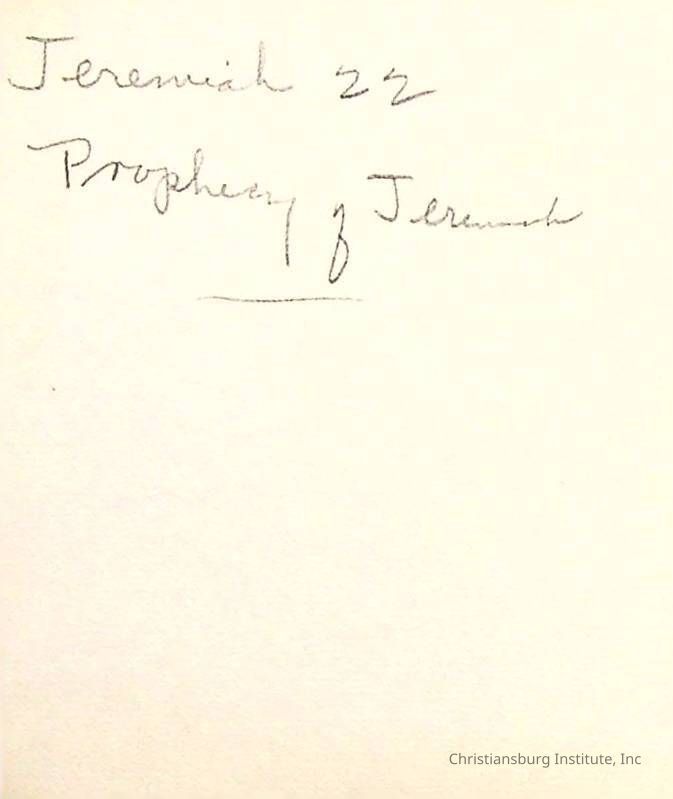 Jeremiah 22
Prophecy of Jeremiah
Christiansburg Institute, Inc